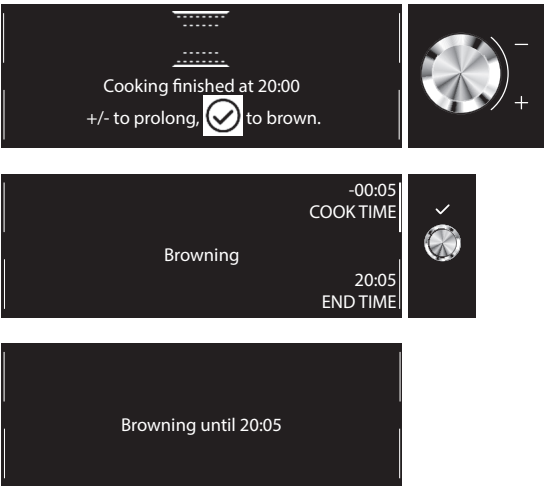 Cooking finished at 20:00
+/- to prolong, to brown.
−
+
-00:05
COOK TIME
Browning
20:05
END TIME
Browning until 20:05